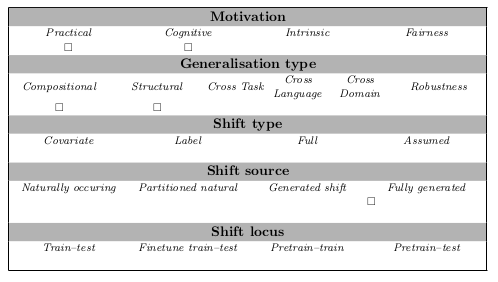 Motivation
Practical Cognitive Intrinsic Fairness
□ □
Generalisation type
Compositional Structural Cross Task Cross Language Cross Domain Robustness
□ □
Shift type
Covariate Label Full Assumed
Shift source
Naturally occuring Partitioned natural Generated shift Fully generated
□
Shift locus
Train–test Finetune train–test Pretrain–train Pretrain–test